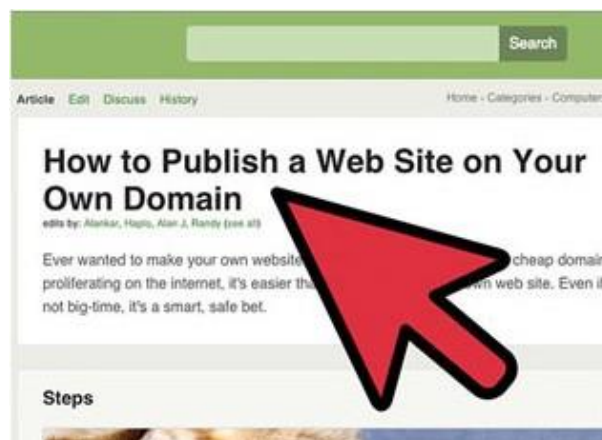 Search
Article Edit Discuss History
Home - Categories - Computer
How to Publish a Web Site on Your
Own Domain
edits by: Alankar, Haplo, Alan J, Randy (see all)
Ever wanted to make your own website cheap domain
proliferating on the internet, it's easier own web site. Even if
not big-time, it's a smart, safe bet.
Steps